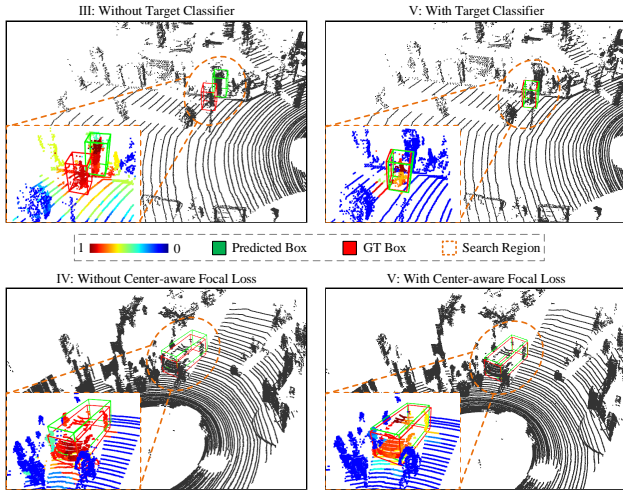 III: Without Target Classifier
V: With Target Classifier
1 0 Predicted Box GT Box Search Region
IV: Without Center-aware Focal Loss
V: With Center-aware Focal Loss